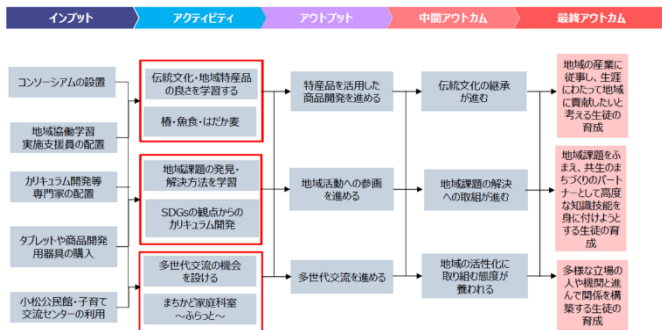 インプット
アクティビティ
アウトプット
中間アウトカム
最終アウトカム
コンソーシアムの設置
地域協働学習
実施支援員の配置
カリキュラム開発等
専門家の配置
タブレットや商品開発
用器具の購入
小松公民館・子育て
交流センターの利用
伝統文化・地域特産品
の良さを学習する
椿・魚食・はだか麦
地域課題の発見・
解決方法を学習
SDGsの観点からの
カリキュラム開発
多世代交流の機会
を設ける
まちかど家庭科室
～ふらっと～
特産品を活用した
商品開発を進める
地域活動への参画
を進める
多世代交流を進める
伝統文化の継承
が進む
地域課題の解決
への取組が進む
地域の活性化に
取り組む態度が
養われる
地域の産業に
従事し、生涯
にわたって地域
に貢献したいと
考える生徒の
育成
地域課題をふ
まえ、共生のま
ちづくりのパート
ナーとして高度
な知識技能を
身に付けようと
する生徒の育
成
多様な立場の
人や機関と進
んで関係を構
築する生徒の
育成